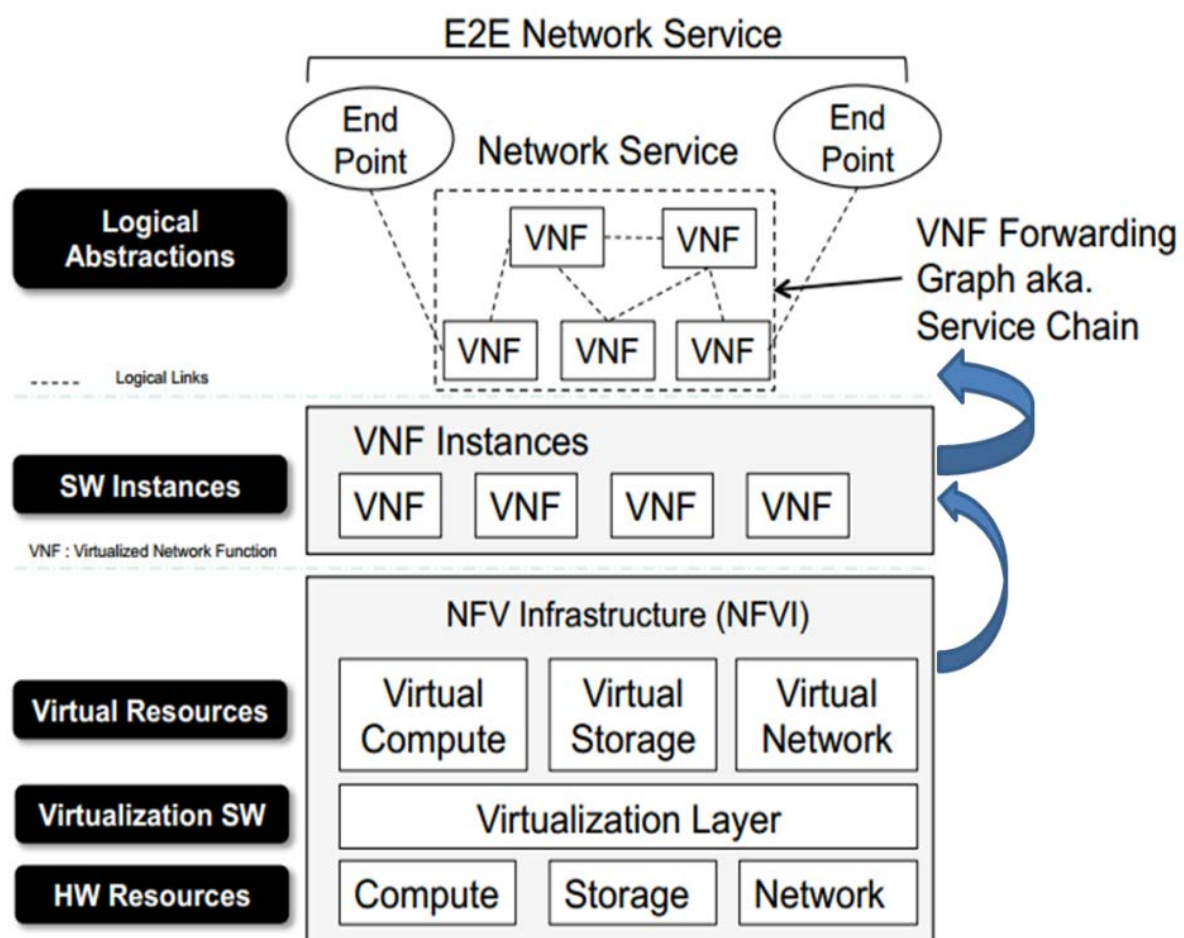 E2E Network Service
End
Point
End
Point
Network Service
Logical
Abstractions
VNF
VNF
VNF Forwarding
Graph aka.
Service Chain
VNF
VNF
VNF
----- Logical Links
VNF Instances
SW Instances
VNF
VNF
VNF
VNF
VNF : Virtualized Network Function
NFV Infrastructure (NFVI)
Virtual Resources
Virtual
Compute
Virtual
Storage
Virtual
Network
Virtualization SW
Virtualization Layer
HW Resources
Compute
Storage
Network